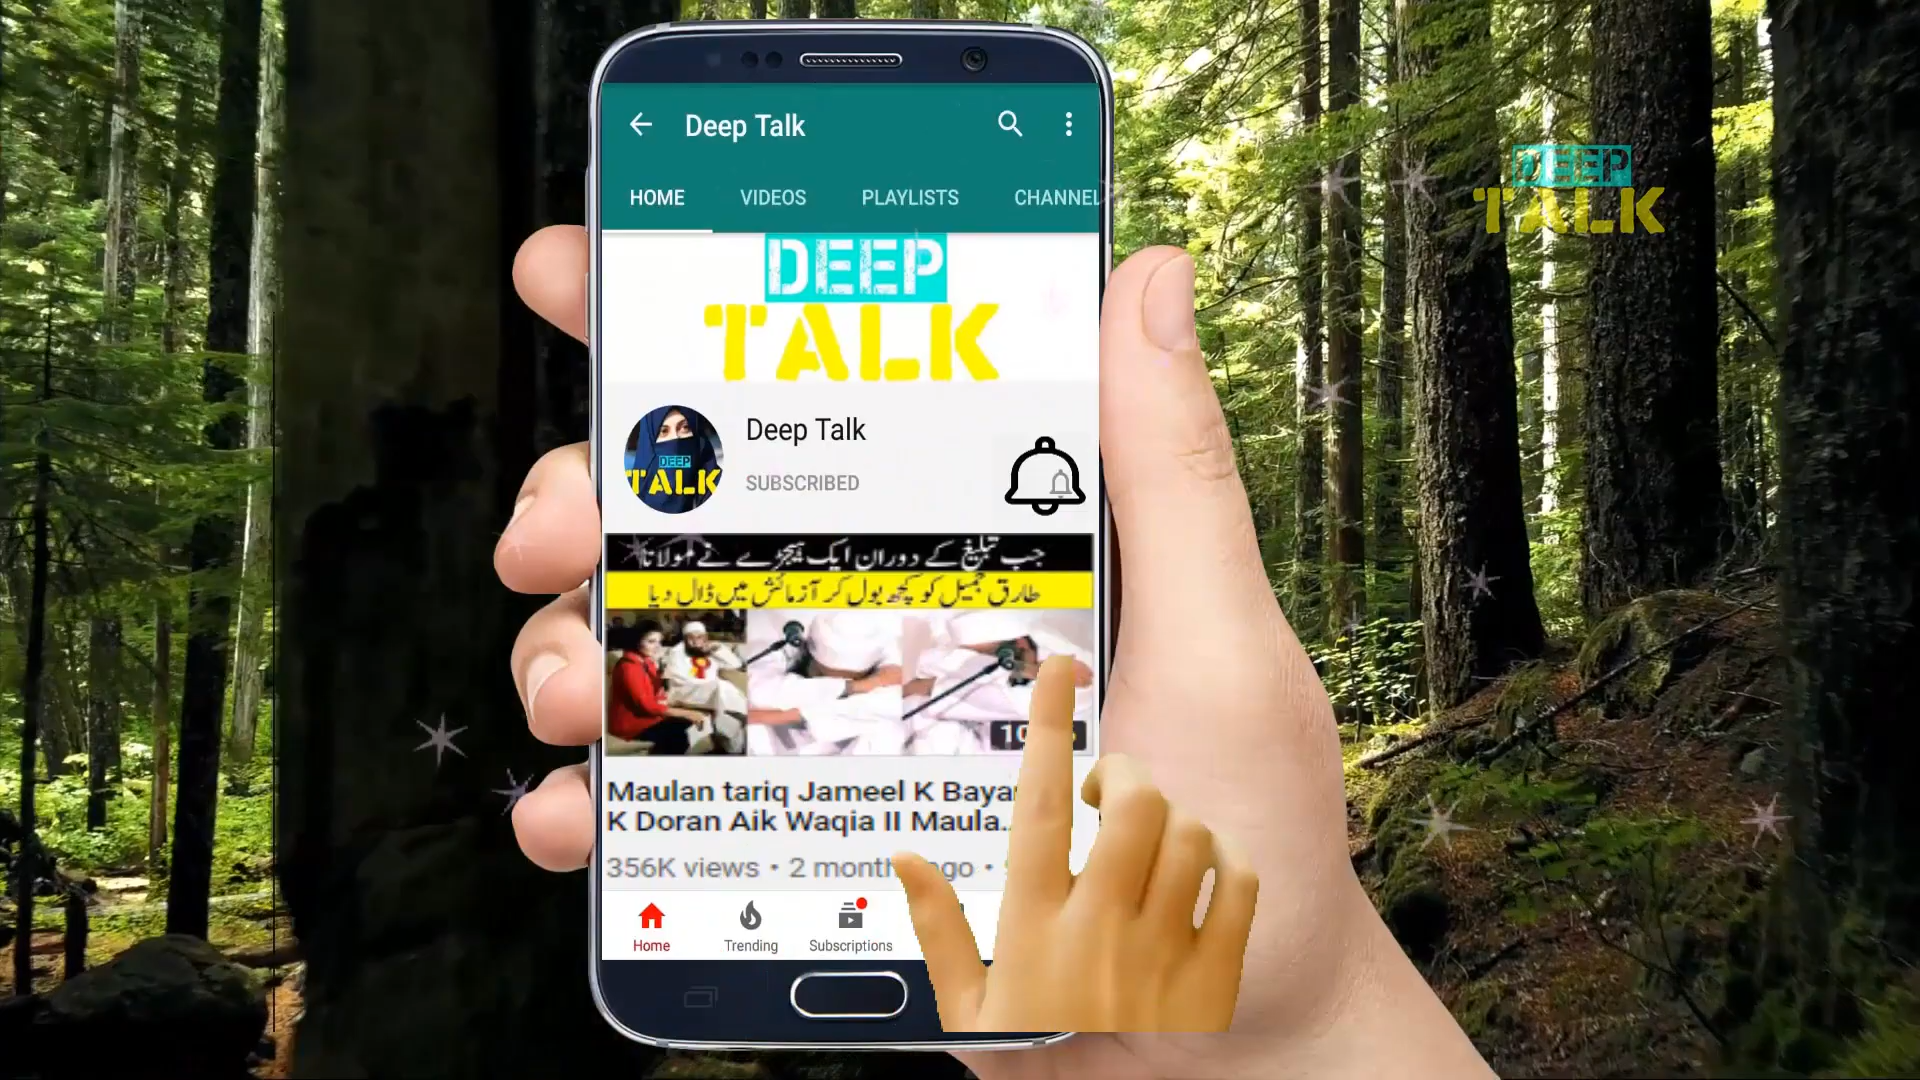 Deep Talk
HOME VIDEOS PLAYLISTS CHANNEL
DEEP
TALK
DEEP
TALK
Deep Talk
SUBSCRIBED
DEEP
TALK
جب تبلیغ کے دوران ایک ہیجڑے نے مولانا
طارق جمیل کو کچھ بول کر آزمائش میں ڈال دیا
Maulan tariq Jameel K Baya
K Doran Aik Waqia II Maula..
356K views • 2 month ago •
Home Trending Subscriptions